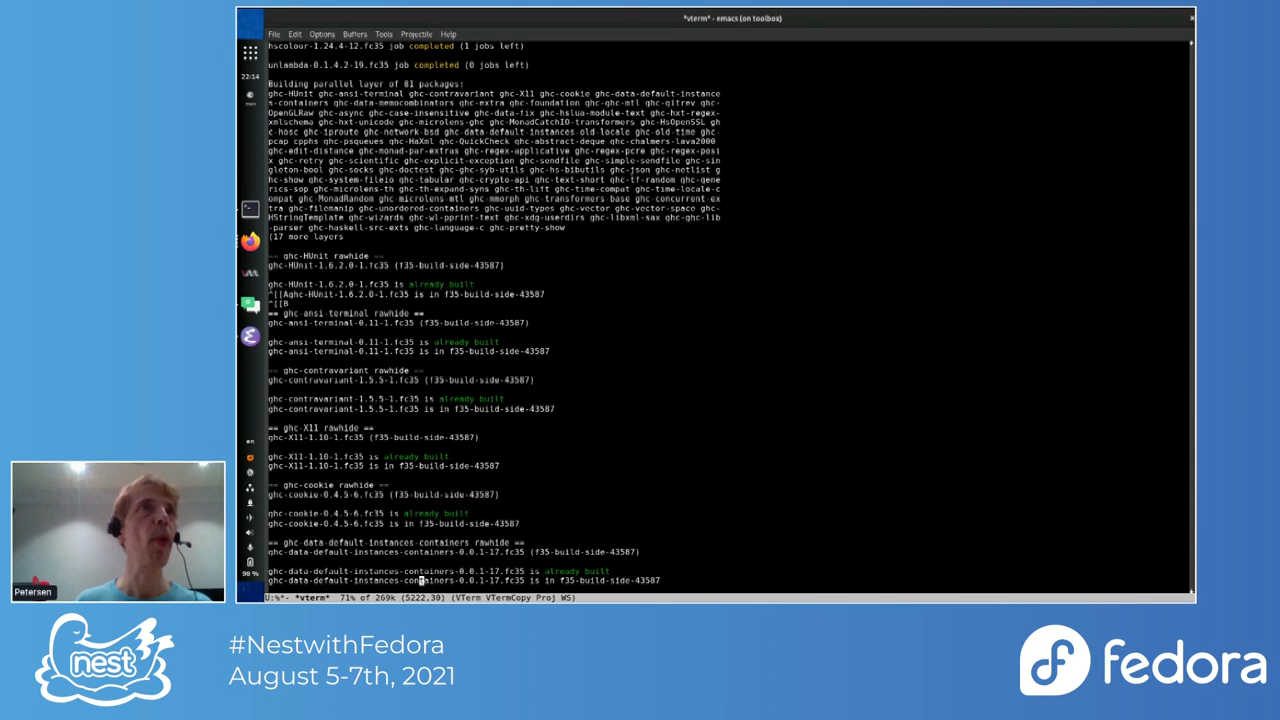 *vterm* - emacs (on toolbox)
File Edit Options Buffers Tools Projectile Help
hscolour-1.24.4-12.fc35 job completed (1 jobs left)
unlambda-0.1.4.2-19.fc35 job completed (0 jobs left)
Building parallel layer of 81 packages:
ghc-HUnit ghc-ansi-terminal ghc-contravariant ghc-X11 ghc-cookie ghc-data-default-instance
s-containers ghc-data-memocombinators ghc-extra ghc-foundation ghc-ghc-mtl ghc-gitrev ghc-
OpenGLRaw ghc-async ghc-case-insensitive ghc-data-fix ghc-hslua-module-text ghc-hxt-regex-
xmlschema ghc-hxt-unicode ghc-microlens-ghc ghc-MonadCatchIO-transformers ghc-HsOpenSSL gh
c-hosc ghc-iproute ghc-network-bsd ghc-data-default-instances-old-locale ghc-old-time ghc-
pcap cpphs ghc-psqueues ghc-HaXml ghc-QuickCheck ghc-abstract-deque ghc-chalmers-lava2000
ghc-edit-distance ghc-monad-par-extras ghc-regex-applicative ghc-regex-pcre ghc-regex-posi
x ghc-retry ghc-scientific ghc-explicit-exception ghc-sendfile ghc-simple-sendfile ghc-sin
gleton-bool ghc-socks ghc-doctest ghc-ghc-syb-utils ghc-hs-bibutils ghc-json ghc-netlist g
hc-show ghc-system-fileio ghc-tabular ghc-crypto-api ghc-text-short ghc-tf-random ghc-gene
rics-sop ghc-microlens-th ghc-th-expand-syns ghc-th-lift ghc-time-compat ghc-time-locale-c
ompat ghc-MonadRandom ghc-microlens-mtl ghc-mmorph ghc-transformers-base ghc-concurrent-ex
tra ghc-filemanip ghc-unordered-containers ghc-uuid-types ghc-vector ghc-vector-space ghc-
HStringTemplate ghc-wizards ghc-wl-pprint-text ghc-xdg-userdirs ghc-libxml-sax ghc-ghc-lib
-parser ghc-haskell-src-exts ghc-language-c ghc-pretty-show
(17 more layers
== ghc-HUnit rawhide ==
ghc-HUnit-1.6.2.0-1.fc35 (f35-build-side-43587)
ghc-HUnit-1.6.2.0-1.fc35 is already built
^[[Aghc-HUnit-1.6.2.0-1.fc35 is in f35-build-side-43587
^[[B
== ghc-ansi-terminal rawhide ==
ghc-ansi-terminal-0.11-1.fc35 (f35-build-side-43587)
ghc-ansi-terminal-0.11-1.fc35 is already built
ghc-ansi-terminal-0.11-1.fc35 is in f35-build-side-43587
== ghc-contravariant rawhide ==
ghc-contravariant-1.5.5-1.fc35 (f35-build-side-43587)
ghc-contravariant-1.5.5-1.fc35 is already built
ghc-contravariant-1.5.5-1.fc35 is in f35-build-side-43587
== ghc-X11 rawhide ==
ghc-X11-1.10-1.fc35 (f35-build-side-43587)
ghc-X11-1.10-1.fc35 is already built
ghc-X11-1.10-1.fc35 is in f35-build-side-43587
== ghc-cookie rawhide ==
ghc-cookie-0.4.5-6.fc35 (f35-build-side-43587)
ghc-cookie-0.4.5-6.fc35 is already built
ghc-cookie-0.4.5-6.fc35 is in f35-build-side-43587
== ghc-data-default-instances-containers rawhide ==
ghc-data-default-instances-containers-0.0.1-17.fc35 (f35-build-side-43587)
ghc-data-default-instances-containers-0.0.1-17.fc35 is already built
ghc-data-default-instances-containers-0.0.1-17.fc35 is in f35-build-side-43587
U:%*- *vterm* 71% of 269k (5222,30) (VTerm VTermCopy Proj WS)
22:14
en
98 %
Petersen
nest
#NestwithFedora
August 5-7th, 2021
fedora